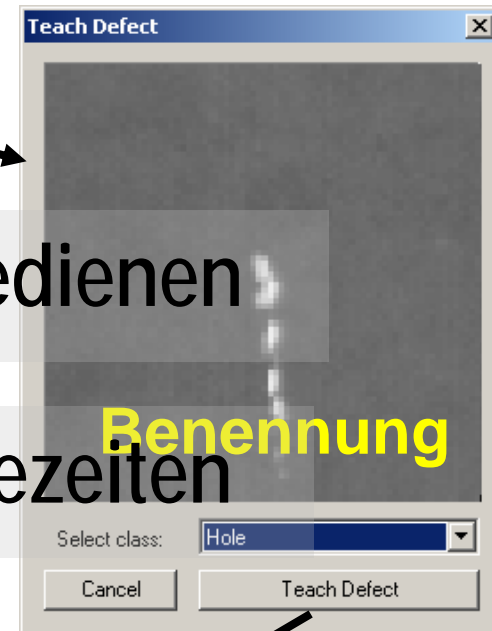 Teach Defect
edienen
Benennung
ezeiten
Select class: Hole
Cancel Teach Defect